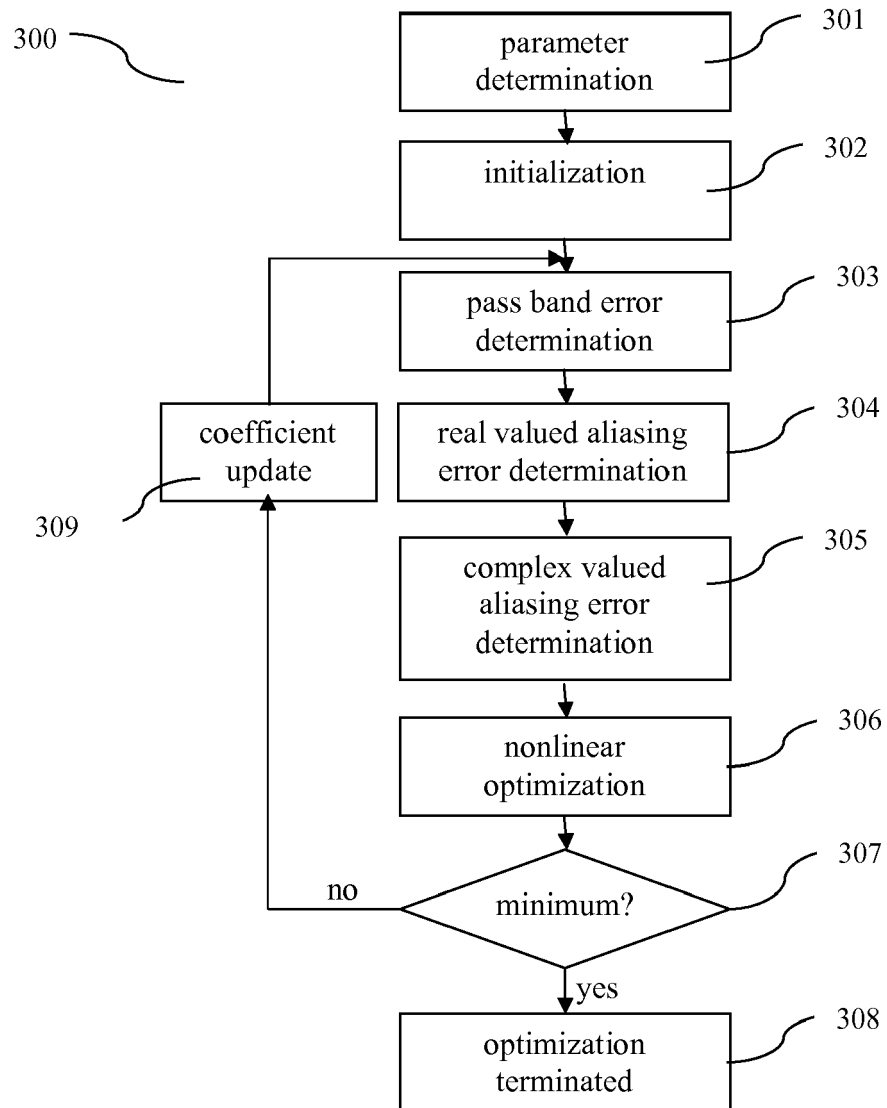 300
301
parameter
determination
302
initialization
303
pass band error
determination
304
coefficient
update
real valued aliasing
error determination
309
305
complex valued
aliasing error
determination
306
nonlinear
optimization
307
no
minimum?
yes
308
optimization
terminated